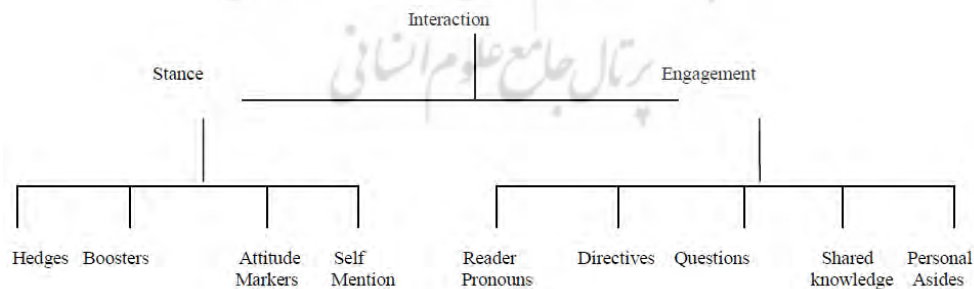 Interaction
پرتال جامع علوم انسانی
Stance Engagement
Hedges Boosters Attitude Self Reader Directives Questions Shared Personal
Markers Mention Pronouns knowledge Asides